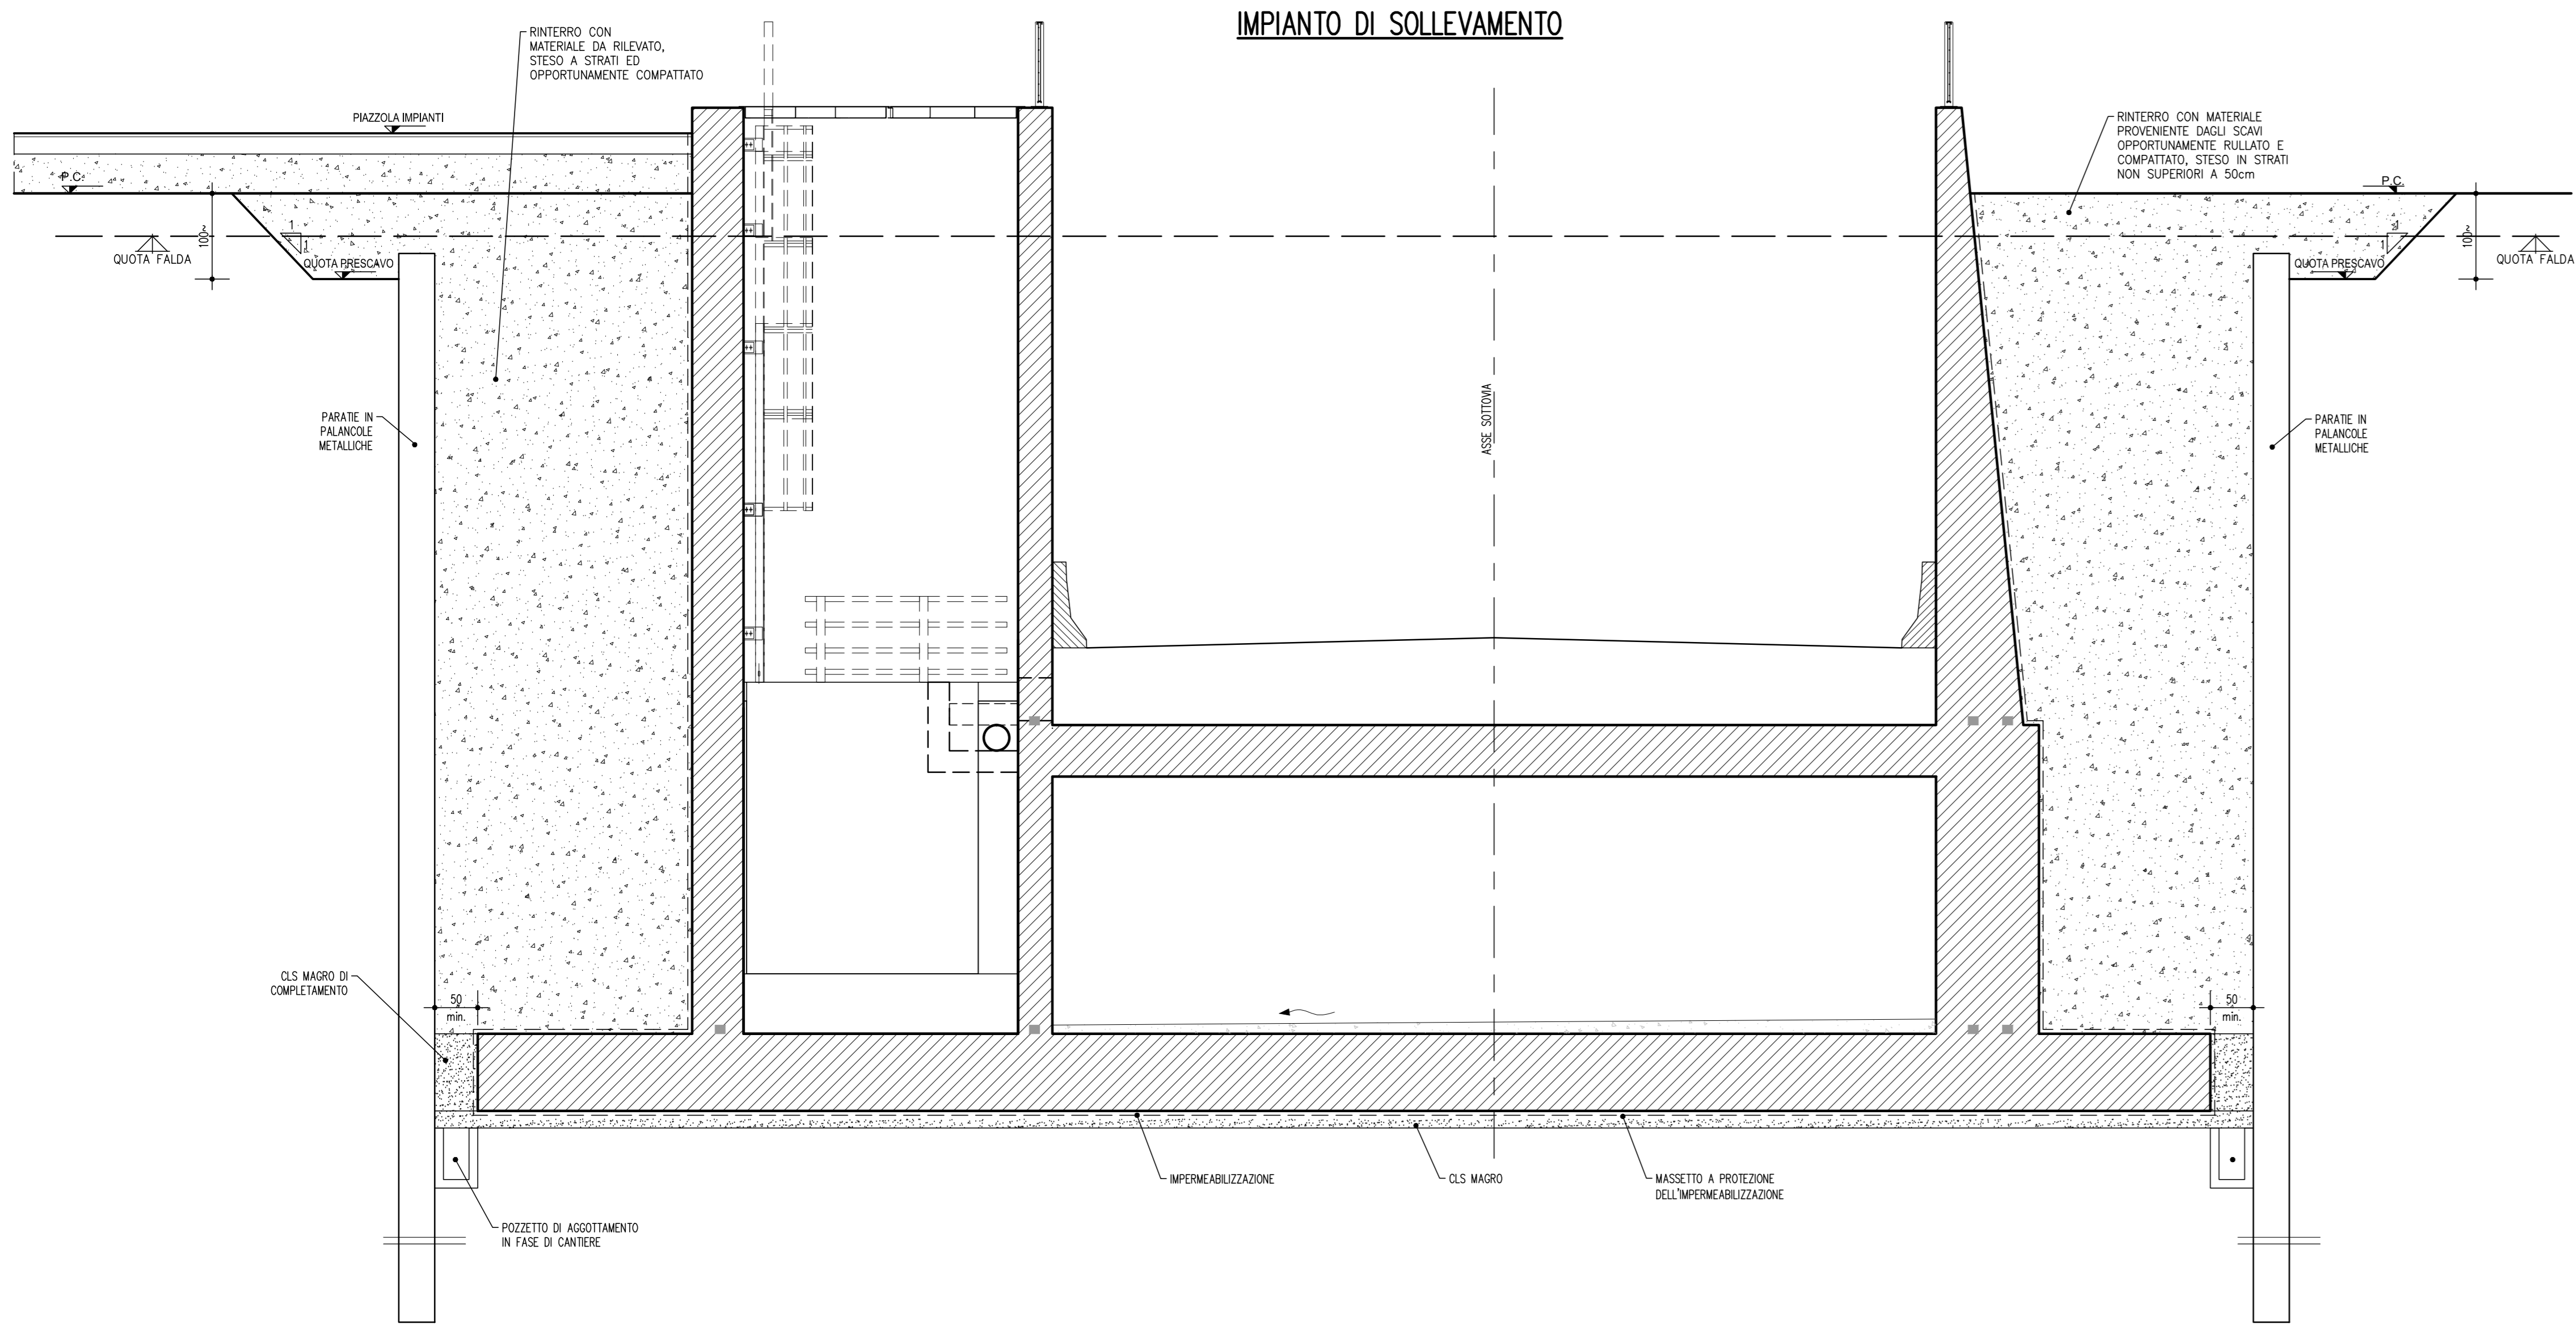 IMPIANTO DI SOLLEVAMENTO
RINTERRO CON
MATERIALE DA RILEVATO,
STESO A STRATI ED
OPPORTUNAMENTE COMPATTATO
PIAZZOLA IMPIANTI
P.C.
RINTERRO CON MATERIALE
PROVENIENTE DAGLI SCAVI
OPPORTUNAMENTE RULLATO E
COMPATTATO, STESO IN STRATI
NON SUPERIORI A 50cm
P.C.
~100
1
1
QUOTA FALDA
QUOTA PRESCAVO
1
1
~100
QUOTA PRESCAVO
QUOTA FALDA
PARATIE IN
PALANCOLE
METALLICHE
ASSE SOTTOVIA
PARATIE IN
PALANCOLE
METALLICHE
CLS MAGRO DI
COMPLETAMENTO
50
min.
50
min.
IMPERMEABILIZZAZIONE
CLS MAGRO
MASSETTO A PROTEZIONE
DELL'IMPERMEABILIZZAZIONE
POZZETTO DI AGGOTTAMENTO
IN FASE DI CANTIERE